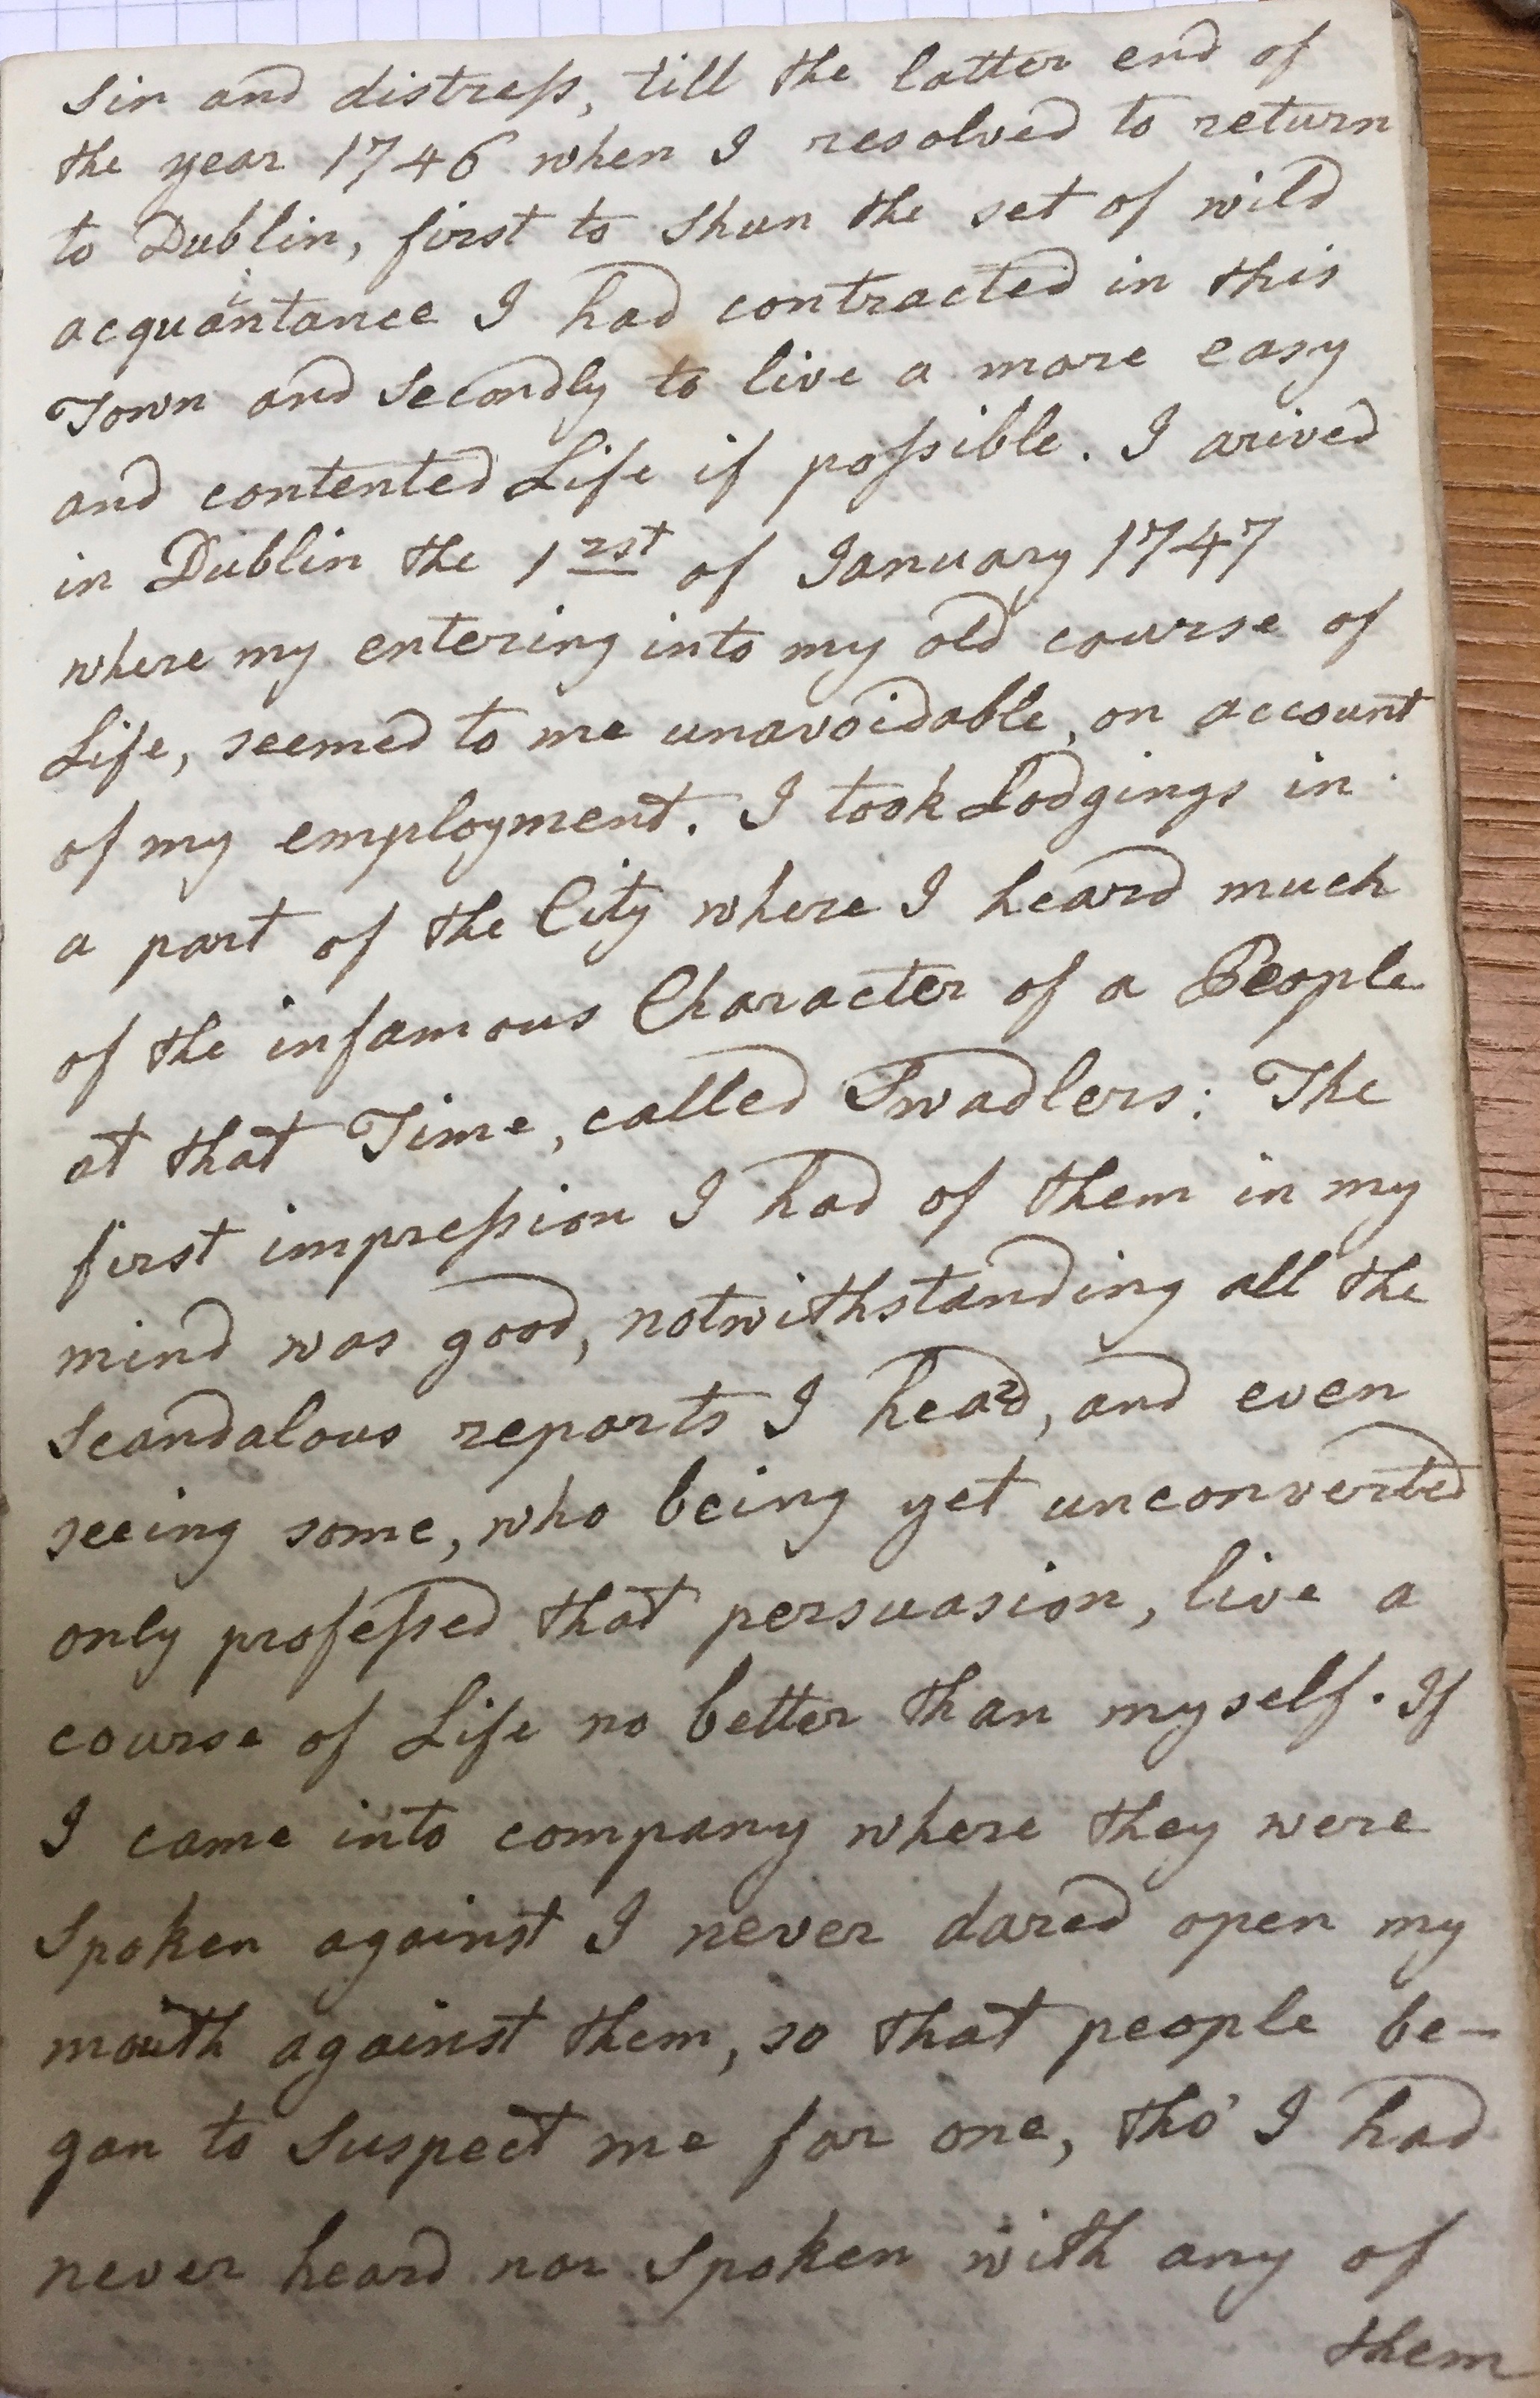 Sin and distreſs, till the latter end of
the year 1746 when I resolved to return
to Dublin, first to Shun the set of wild
acquaintance I had contracted in this
Town and Secondly to live a more easy
and contented Life if poſsible. I arived
in Dublin the 1rst of January 1747
where my entering into my old course of
Life, seemed to me unavoidable, on account
of my employment. I took Lodgings in
a part of the City where I heard much
of the infamous Character of a People
at that Time, called Swadlers: The
first impreſsion I had of them in my
mind was good, notwithstanding all the
Scandalous reports I heard, and even
seeing some, who being yet unconverted
only profeſsed that persuasion, live a
course of Life no better than myself. If
I came into company where they were
Spoken against I never dared open my
mouth against them, so that people be-
gan to Suspect me for one, tho' I had
never heard nor Spoken with any of
them